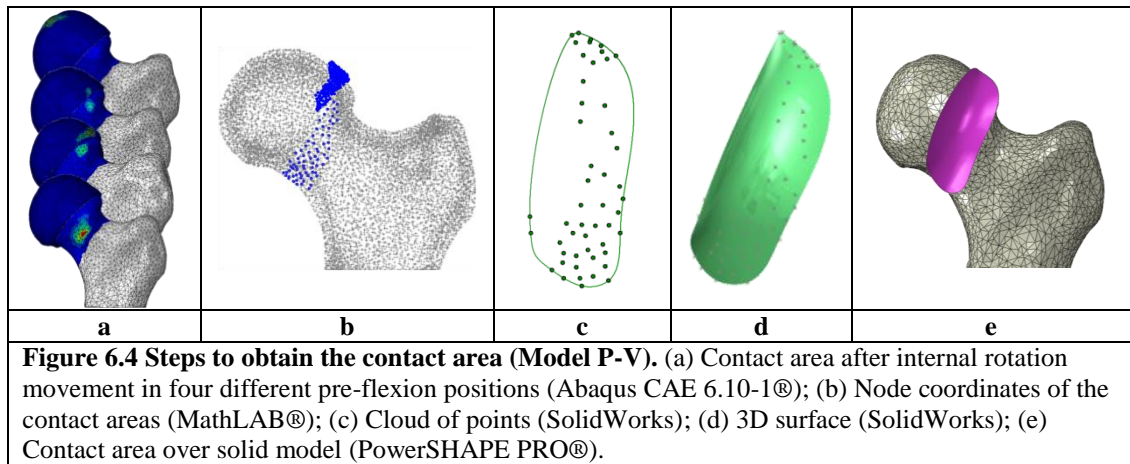 a b c d e
Figure 6.4 Steps to obtain the contact area (Model P-V). (a) Contact area after internal rotation
movement in four different pre-flexion positions (Abaqus CAE 6.10-1®); (b) Node coordinates of the
contact areas (MathLAB®); (c) Cloud of points (SolidWorks); (d) 3D surface (SolidWorks); (e)
Contact area over solid model (PowerSHAPE PRO®).